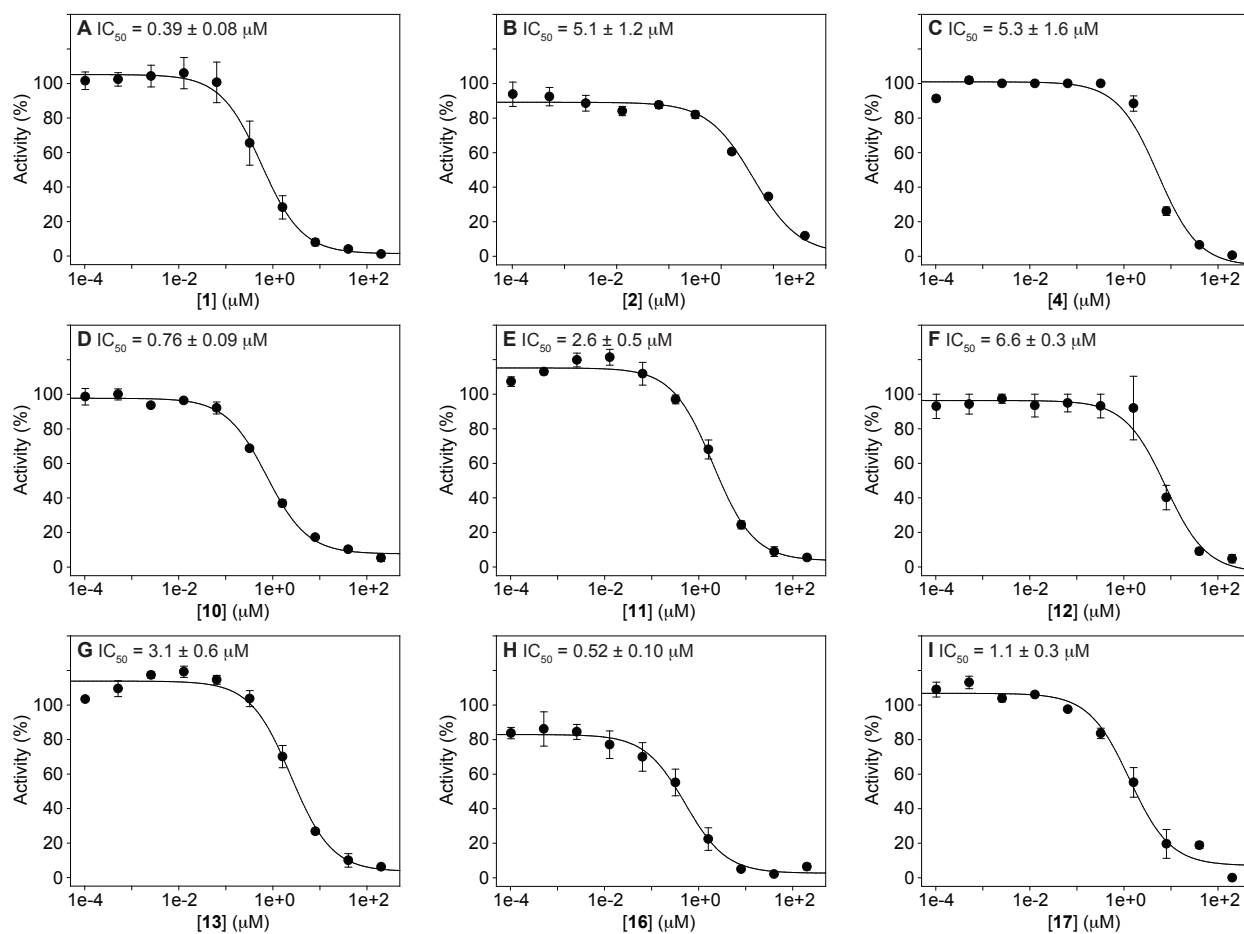 A IC50 = 0.39 ± 0.08 μM
Activity (%)
100
80
60
40
20
0
1e-4 1e-2 1e+0 1e+2
[1] (μM)
B IC50 = 5.1 ± 1.2 μM
Activity (%)
100
80
60
40
20
0
1e-4 1e-2 1e+0 1e+2
[2] (μM)
C IC50 = 5.3 ± 1.6 μM
Activity (%)
100
80
60
40
20
0
1e-4 1e-2 1e+0 1e+2
[4] (μM)
D IC50 = 0.76 ± 0.09 μM
Activity (%)
100
80
60
40
20
0
1e-4 1e-2 1e+0 1e+2
[10] (μM)
E IC50 = 2.6 ± 0.5 μM
Activity (%)
100
80
60
40
20
0
1e-4 1e-2 1e+0 1e+2
[11] (μM)
F IC50 = 6.6 ± 0.3 μM
Activity (%)
100
80
60
40
20
0
1e-4 1e-2 1e+0 1e+2
[12] (μM)
G IC50 = 3.1 ± 0.6 μM
Activity (%)
100
80
60
40
20
0
1e-4 1e-2 1e+0 1e+2
[13] (μM)
H IC50 = 0.52 ± 0.10 μM
Activity (%)
100
80
60
40
20
0
1e-4 1e-2 1e+0 1e+2
[16] (μM)
I IC50 = 1.1 ± 0.3 μM
Activity (%)
100
80
60
40
20
0
1e-4 1e-2 1e+0 1e+2
[17] (μM)